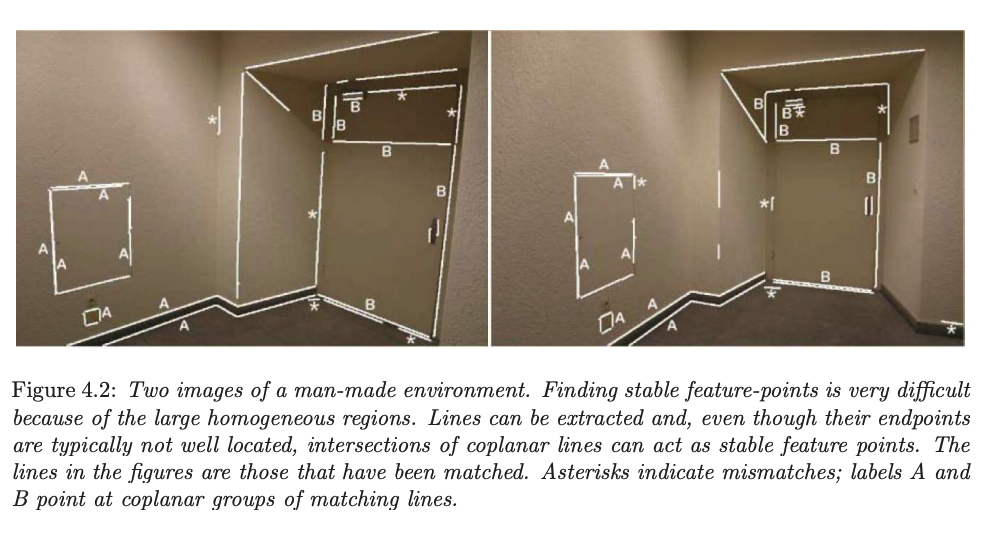 *
B
* B *
B
B
A
A B
*
A A
A
A * B
A
A
*
B B* *
B
B
A
A * B
*
A
A
A
B
*
A
A
A *
Figure 4.2: Two images of a man-made environment. Finding stable feature-points is very difficult
because of the large homogeneous regions. Lines can be extracted and, even though their endpoints
are typically not well located, intersections of coplanar lines can act as stable feature points. The
lines in the figures are those that have been matched. Asterisks indicate mismatches; labels A and
B point at coplanar groups of matching lines.